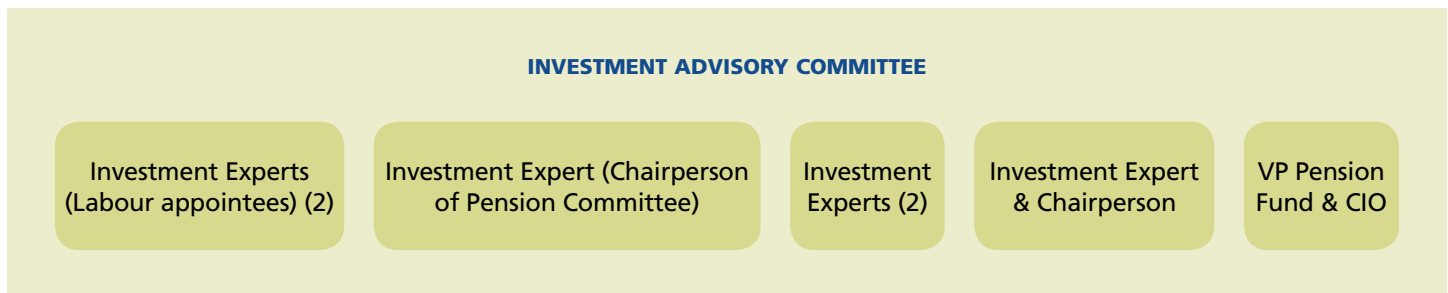 INVESTMENT ADVISORY COMMITTEE
Investment Experts
(Labour appointees) (2)
Investment Expert (Chairperson
of Pension Committee)
Investment
Experts (2)
Investment Expert
& Chairperson
VP Pension
Fund & CIO